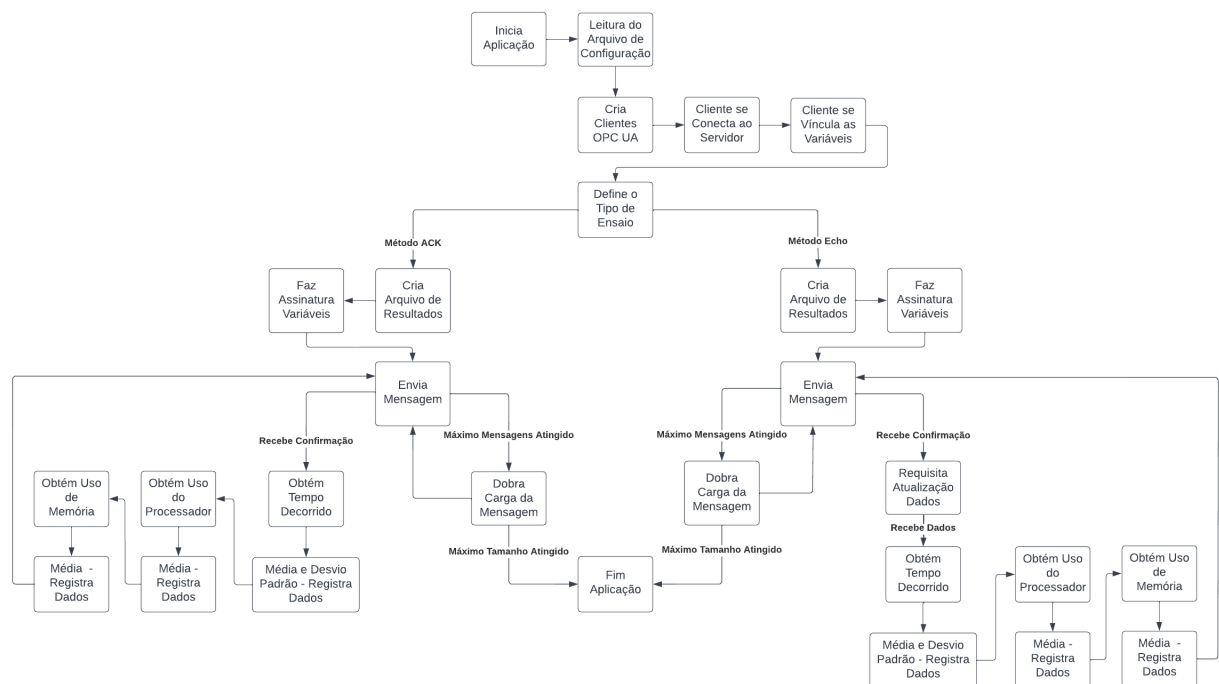 Inicia
Aplicação
Leitura do
Arquivo de
Configuração
Cria
Clientes
OPC UA
Cliente se
Conecta ao
Servidor
Cliente se
Víncula as
Variáveis
Define o
Tipo de
Ensaio
Método ACK
Método Echo
Faz
Assinatura
Variáveis
Cria
Arquivo de
Resultados
Cria
Arquivo de
Resultados
Faz
Assinatura
Variáveis
Envia
Mensagem
Envia
Mensagem
Recebe Confirmação
Máximo Mensagens Atingido
Máximo Mensagens Atingido
Recebe Confirmação
Obtém Uso
de
Memória
Obtém Uso
do
Processador
Obtém
Tempo
Decorrido
Dobra
Carga da
Mensagem
Dobra
Carga da
Mensagem
Requisita
Atualização
Dados
Recebe Dados
Máximo Tamanho Atingido
Máximo Tamanho Atingido
Média -
Registra
Dados
Média -
Registra
Dados
Média e Desvio
Padrão - Registra
Dados
Fim
Aplicação
Obtém
Tempo
Decorrido
Obtém Uso
do
Processador
Obtém Uso
de
Memória
Média e Desvio
Padrão - Registra
Dados
Média -
Registra
Dados
Média -
Registra
Dados